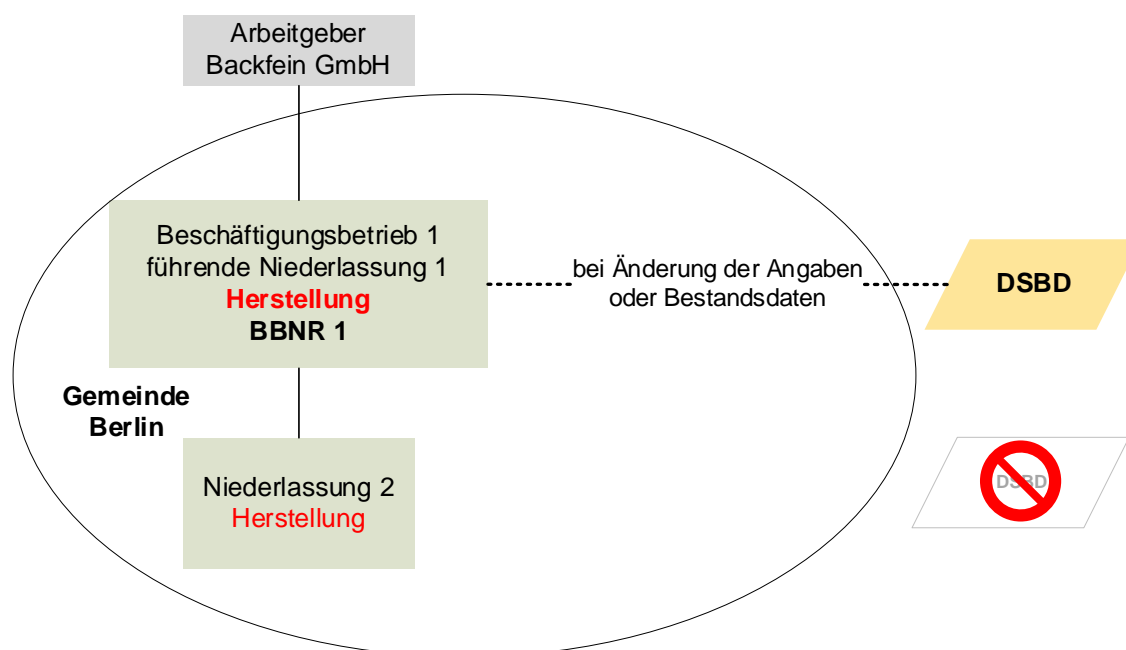 Arbeitgeber
Backfein GmbH
Beschäftigungsbetrieb 1
führende Niederlassung 1
Herstellung
BBNR 1
bei Änderung der Angaben
oder Bestandsdaten
DSBD
Gemeinde
Berlin
Niederlassung 2
Herstellung
DSBD